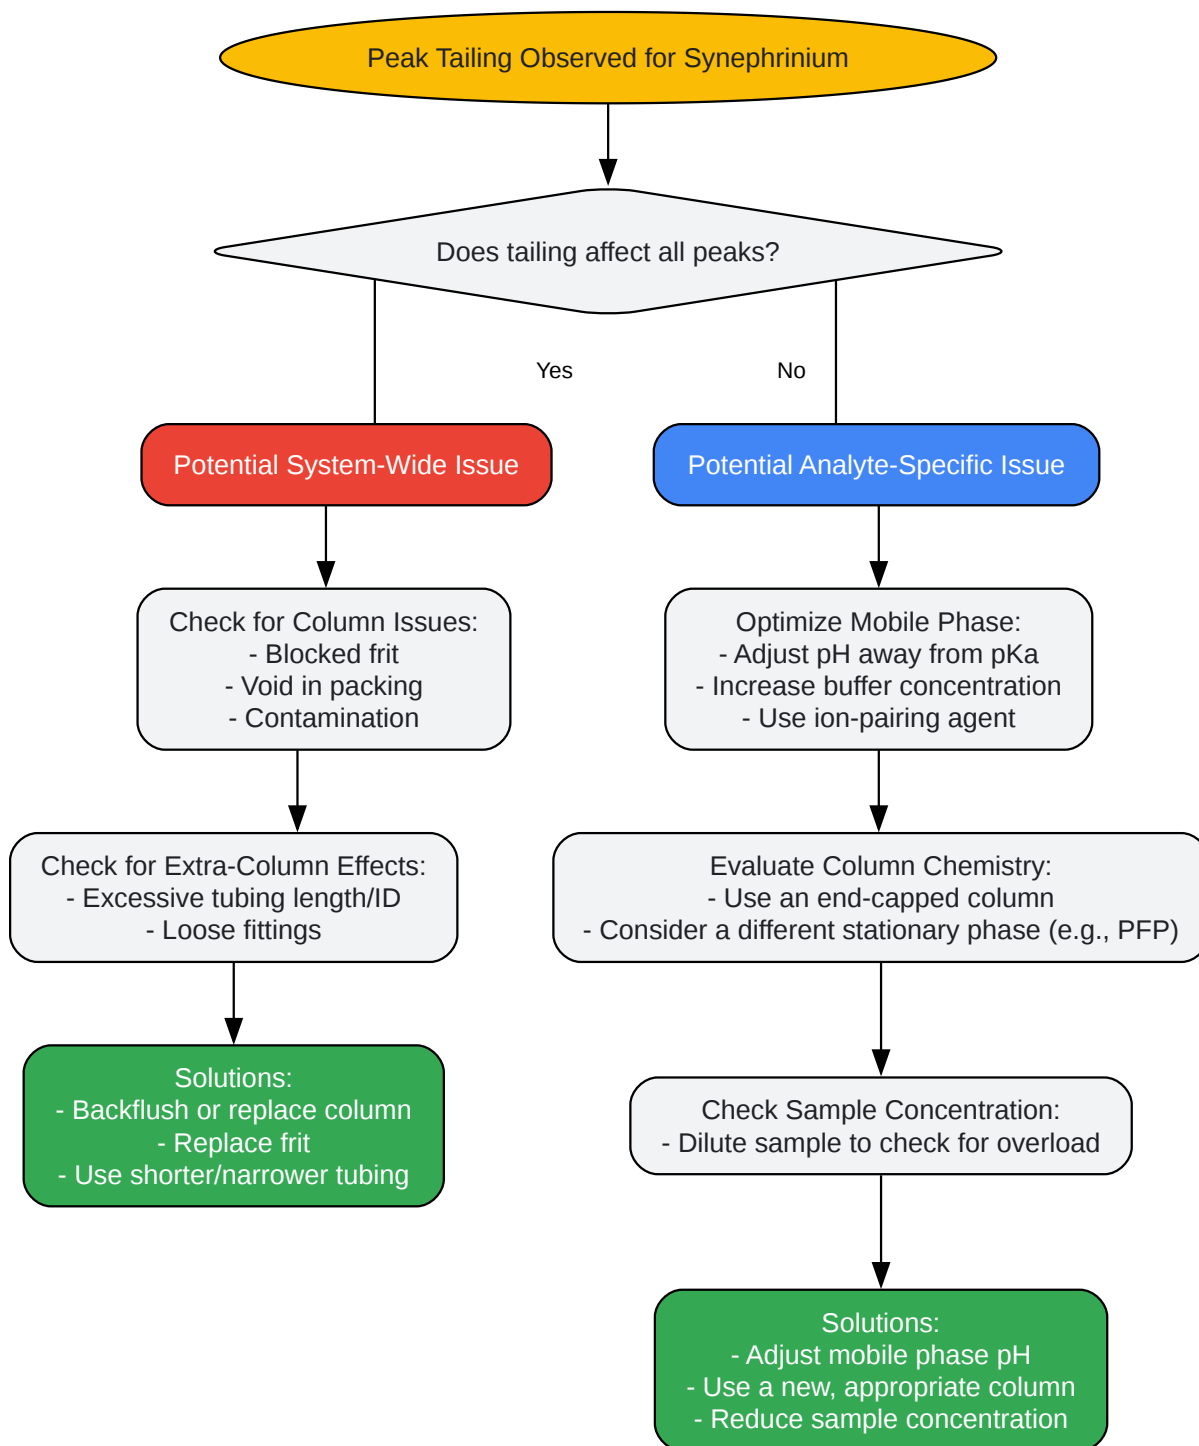 Peak Tailing Observed for Synephrinium
Does tailing affect all peaks?
Yes
No
Potential System-Wide Issue
Potential Analyte-Specific Issue
Check for Column Issues:
- Blocked frit
- Void in packing
- Contamination
Optimize Mobile Phase:
- Adjust pH away from pKa
- Increase buffer concentration
- Use ion-pairing agent
Check for Extra-Column Effects:
- Excessive tubing length/ID
- Loose fittings
Evaluate Column Chemistry:
- Use an end-capped column
- Consider a different stationary phase (e.g., PFP)
Solutions:
- Backflush or replace column
- Replace frit
- Use shorter/narrower tubing
Check Sample Concentration:
- Dilute sample to check for overload
Solutions:
- Adjust mobile phase pH
- Use a new, appropriate column
- Reduce sample concentration